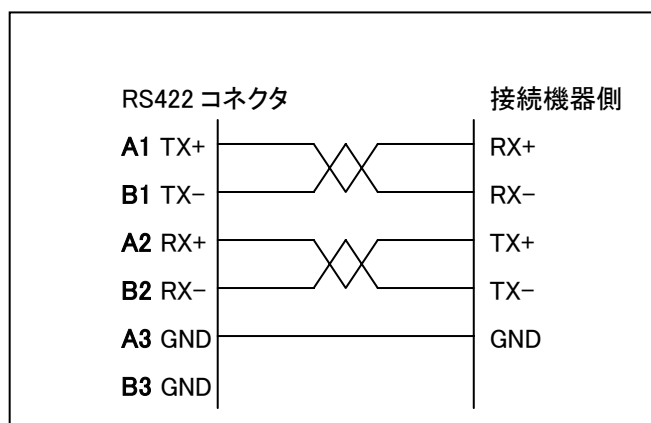 RS422 コネクタ 接続機器側
A1 TX+ RX+
B1 TX- RX-
A2 RX+ TX+
B2 RX- TX-
A3 GND GND
B3 GND